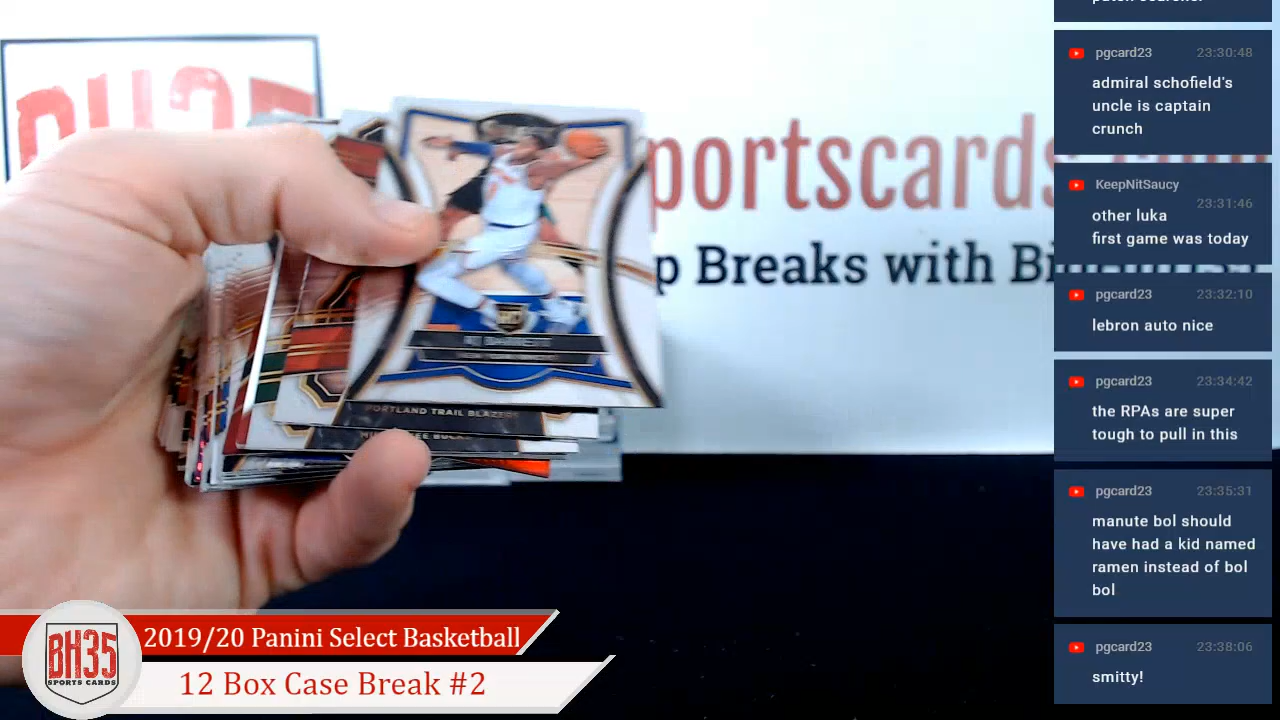 BH35
portscards
p Breaks with Bi
RJ BARRETT
PORTLAND TRAIL BLAZERS
BH35
SPORTS CARDS
2019/20 Panini Select Basketball
12 Box Case Break #2
pgcard23 23:30:48
admiral schofield's
uncle is captain
crunch
KeepNitSaucy
23:31:46
other luka
first game was today
pgcard23 23:32:10
lebron auto nice
pgcard23 23:34:42
the RPAs are super
tough to pull in this
pgcard23 23:35:31
manute bol should
have had a kid named
ramen instead of bol
bol
pgcard23 23:38:06
smitty!